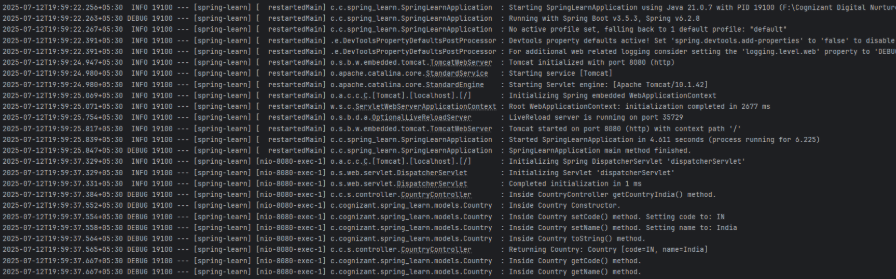 2025-07-12T19:59:22.256+05:30  INFO 19100 --- [spring-learn] [  restartedMain] c.c.spring_learn.SpringLearnApplication  : Starting SpringLearnApplication using Java 21.0.7 with PID 19100 (F:\Cognizant Digital Nurtur
2025-07-12T19:59:22.263+05:30 DEBUG 19100 --- [spring-learn] [  restartedMain] c.c.spring_learn.SpringLearnApplication  : Running with Spring Boot v3.5.3, Spring v6.2.8
2025-07-12T19:59:22.267+05:30  INFO 19100 --- [spring-learn] [  restartedMain] c.c.spring_learn.SpringLearnApplication  : No active profile set, falling back to 1 default profile: "default"
2025-07-12T19:59:22.391+05:30  INFO 19100 --- [spring-learn] [  restartedMain] .e.DevToolsPropertyDefaultsPostProcessor : Devtools property defaults active! Set 'spring.devtools.add-properties' to 'false' to disable
2025-07-12T19:59:22.391+05:30  INFO 19100 --- [spring-learn] [  restartedMain] .e.DevToolsPropertyDefaultsPostProcessor : For additional web related logging consider setting the 'logging.level.web' property to 'DEBU
2025-07-12T19:59:24.947+05:30  INFO 19100 --- [spring-learn] [  restartedMain] o.s.b.w.embedded.tomcat.TomcatWebServer  : Tomcat initialized with port 8080 (http)
2025-07-12T19:59:24.980+05:30  INFO 19100 --- [spring-learn] [  restartedMain] o.apache.catalina.core.StandardService   : Starting service [Tomcat]
2025-07-12T19:59:24.980+05:30  INFO 19100 --- [spring-learn] [  restartedMain] o.apache.catalina.core.StandardEngine    : Starting Servlet engine: [Apache Tomcat/10.1.42]
2025-07-12T19:59:25.069+05:30  INFO 19100 --- [spring-learn] [  restartedMain] o.a.c.c.C.[Tomcat].[localhost].[/]       : Initializing Spring embedded WebApplicationContext
2025-07-12T19:59:25.071+05:30  INFO 19100 --- [spring-learn] [  restartedMain] w.s.c.ServletWebServerApplicationContext : Root WebApplicationContext: initialization completed in 2677 ms
2025-07-12T19:59:25.754+05:30  INFO 19100 --- [spring-learn] [  restartedMain] o.s.b.d.a.OptionalLiveReloadServer       : LiveReload server is running on port 35729
2025-07-12T19:59:25.817+05:30  INFO 19100 --- [spring-learn] [  restartedMain] o.s.b.w.embedded.tomcat.TomcatWebServer  : Tomcat started on port 8080 (http) with context path '/'
2025-07-12T19:59:25.839+05:30  INFO 19100 --- [spring-learn] [  restartedMain] c.c.spring_learn.SpringLearnApplication  : Started SpringLearnApplication in 4.611 seconds (process running for 6.225)
2025-07-12T19:59:25.847+05:30 DEBUG 19100 --- [spring-learn] [  restartedMain] c.c.spring_learn.SpringLearnApplication  : SpringLearnApplication main method finished.
2025-07-12T19:59:37.329+05:30  INFO 19100 --- [spring-learn] [nio-8080-exec-1] o.a.c.c.C.[Tomcat].[localhost].[/]       : Initializing Spring DispatcherServlet 'dispatcherServlet'
2025-07-12T19:59:37.329+05:30  INFO 19100 --- [spring-learn] [nio-8080-exec-1] o.s.web.servlet.DispatcherServlet        : Initializing Servlet 'dispatcherServlet'
2025-07-12T19:59:37.331+05:30  INFO 19100 --- [spring-learn] [nio-8080-exec-1] o.s.web.servlet.DispatcherServlet        : Completed initialization in 1 ms
2025-07-12T19:59:37.384+05:30 DEBUG 19100 --- [spring-learn] [nio-8080-exec-1] c.c.s.controller.CountryController       : Inside CountryController getCountryIndia() method.
2025-07-12T19:59:37.552+05:30 DEBUG 19100 --- [spring-learn] [nio-8080-exec-1] c.cognizant.spring_learn.models.Country  : Inside Country Constructor.
2025-07-12T19:59:37.554+05:30 DEBUG 19100 --- [spring-learn] [nio-8080-exec-1] c.cognizant.spring_learn.models.Country  : Inside Country setCode() method. Setting code to: IN
2025-07-12T19:59:37.558+05:30 DEBUG 19100 --- [spring-learn] [nio-8080-exec-1] c.cognizant.spring_learn.models.Country  : Inside Country setName() method. Setting name to: India
2025-07-12T19:59:37.564+05:30 DEBUG 19100 --- [spring-learn] [nio-8080-exec-1] c.cognizant.spring_learn.models.Country  : Inside Country toString() method.
2025-07-12T19:59:37.565+05:30 DEBUG 19100 --- [spring-learn] [nio-8080-exec-1] c.c.s.controller.CountryController       : Returning Country: Country [code=IN, name=India]
2025-07-12T19:59:37.667+05:30 DEBUG 19100 --- [spring-learn] [nio-8080-exec-1] c.cognizant.spring_learn.models.Country  : Inside Country getCode() method.
2025-07-12T19:59:37.667+05:30 DEBUG 19100 --- [spring-learn] [nio-8080-exec-1] c.cognizant.spring_learn.models.Country  : Inside Country getName() method.